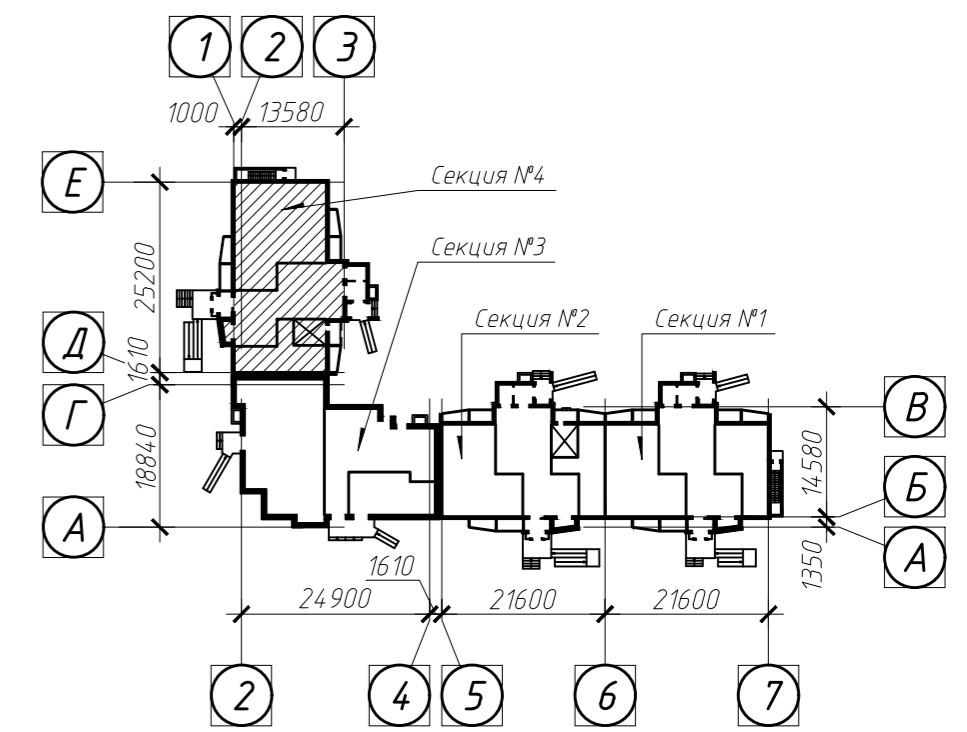 1 2 3
1000 13580
Е
Секция №4
25200
Секция №3
Д
1610
Секция №2 Секция №1
Г
В
18840
14580
Б
А
А
1350
1610
24900 21600 21600
2 4 5 6 7